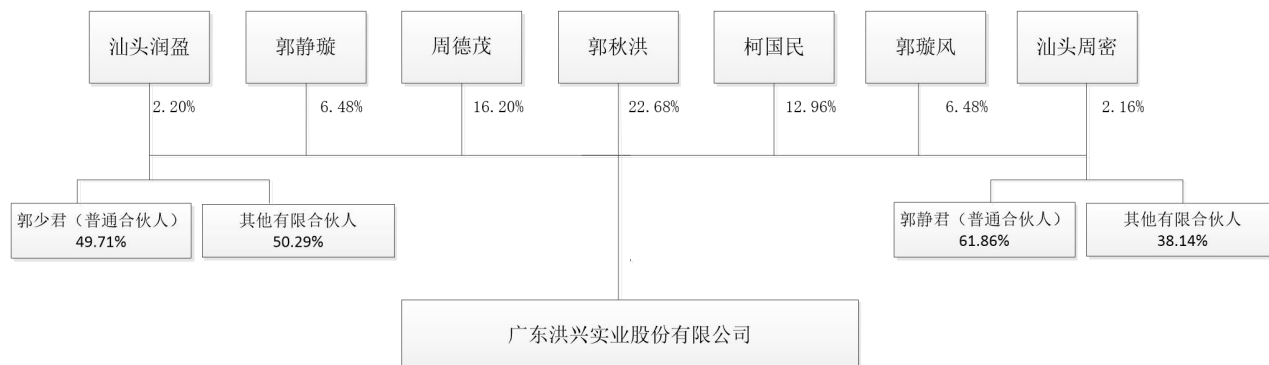 汕头润盈
郭静璇
周德茂
郭秋洪
柯国民
郭璇风
汕头周密
2.20%
6.48%
16.20%
22.68%
12.96%
6.48%
2.16%
郭少君（普通合伙人）
49.71%
其他有限合伙人
50.29%
郭静君（普通合伙人）
61.86%
其他有限合伙人
38.14%
广东洪兴实业股份有限公司